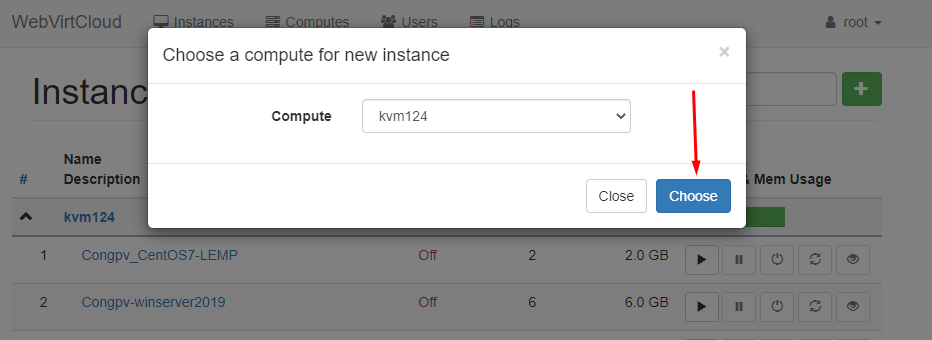 WebVirtCloud Instances Computes Users Logs root
Choose a compute for new instance ×
Instanc
Compute kvm124
Name
# Description Mem Usage
Close Choose
kvm124
1 Congpv_CentOS7-LEMP Off 2 2.0 GB
2 Congpv-winserver2019 Off 6 6.0 GB